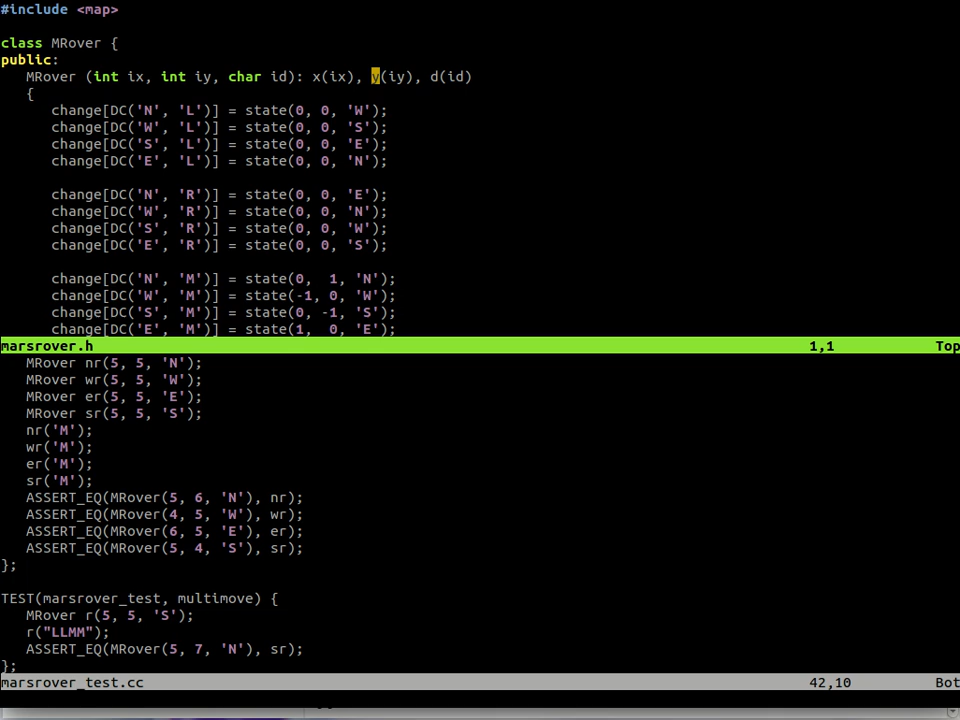 #include <map>
class MRover {
public:
MRover (int ix, int iy, char id): x(ix), y(iy), d(id)
{
change[DC('N', 'L')] = state(0, 0, 'W');
change[DC('W', 'L')] = state(0, 0, 'S');
change[DC('S', 'L')] = state(0, 0, 'E');
change[DC('E', 'L')] = state(0, 0, 'N');
change[DC('N', 'R')] = state(0, 0, 'E');
change[DC('W', 'R')] = state(0, 0, 'N');
change[DC('S', 'R')] = state(0, 0, 'W');
change[DC('E', 'R')] = state(0, 0, 'S');
change[DC('N', 'M')] = state(0,  1, 'N');
change[DC('W', 'M')] = state(-1, 0, 'W');
change[DC('S', 'M')] = state(0, -1, 'S');
change[DC('E', 'M')] = state(1,  0, 'E');
marsrover.h 1,1 Top
MRover nr(5, 5, 'N');
MRover wr(5, 5, 'W');
MRover er(5, 5, 'E');
MRover sr(5, 5, 'S');
nr('M');
wr('M');
er('M');
sr('M');
ASSERT_EQ(MRover(5, 6, 'N'), nr);
ASSERT_EQ(MRover(4, 5, 'W'), wr);
ASSERT_EQ(MRover(6, 5, 'E'), er);
ASSERT_EQ(MRover(5, 4, 'S'), sr);
};
TEST(marsrover_test, multimove) {
MRover r(5, 5, 'S');
r("LLMM");
ASSERT_EQ(MRover(5, 7, 'N'), sr);
};
marsrover_test.cc 42,10 Bot